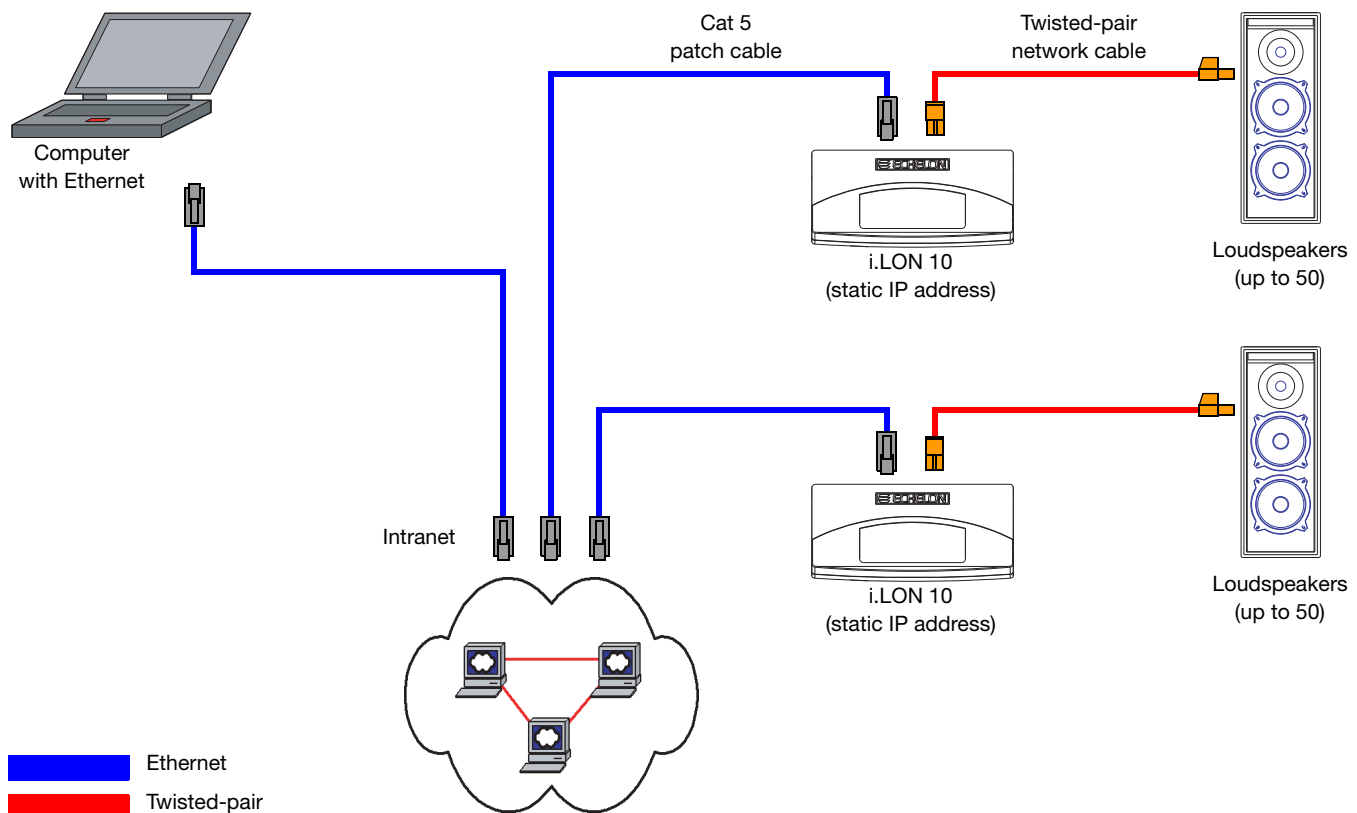 Cat 5
patch cable
Twisted-pair
network cable
Computer
with Ethernet
ECHELON
i.LON 10
(static IP address)
Loudspeakers
(up to 50)
Intranet
ECHELON
i.LON 10
(static IP address)
Loudspeakers
(up to 50)
Ethernet
Twisted-pair